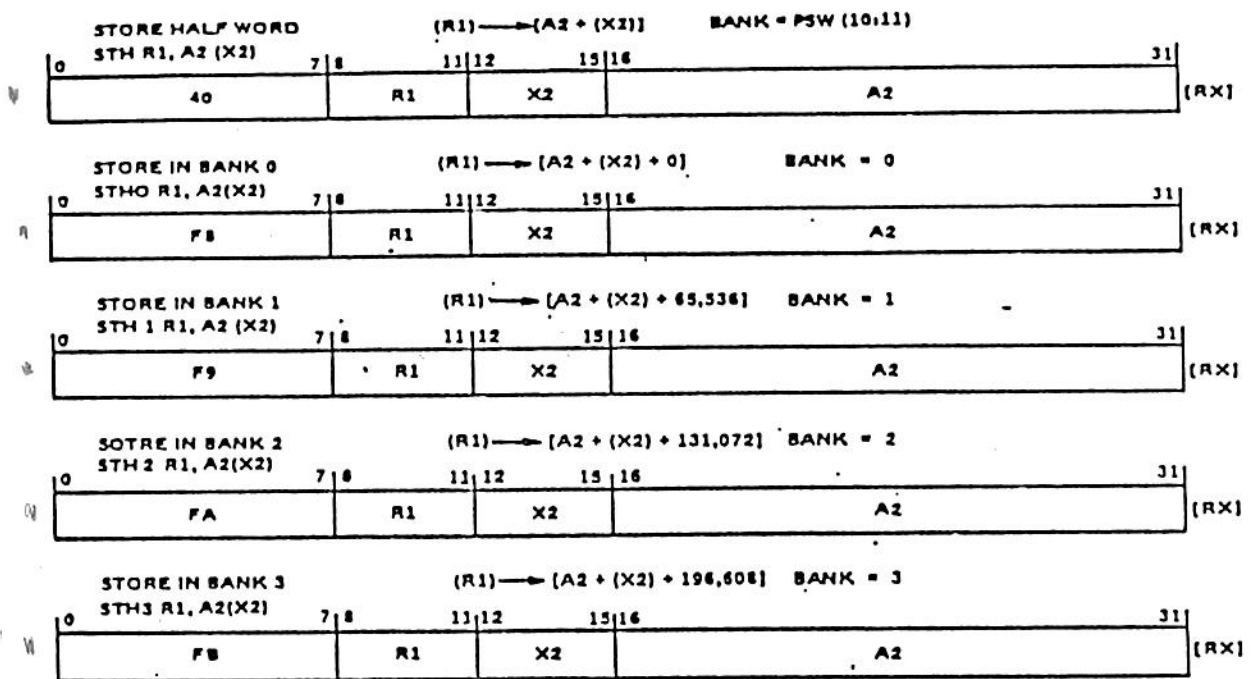 STORE HALF WORD (R1) → [A2 + (X2)] BANK = PSW (10:11)
STH R1, A2 (X2)
0 7 8 11 12 15 16 31
40 R1 X2 A2 [RX]
STORE IN BANK 0 (R1) → [A2 + (X2) + 0] BANK = 0
STH0 R1, A2(X2)
0 7 8 11 12 15 16 31
F8 R1 X2 A2 [RX]
STORE IN BANK 1 (R1) → [A2 + (X2) + 65,536] BANK = 1
STH 1 R1, A2 (X2)
0 7 8 11 12 15 16 31
F9 R1 X2 A2 [RX]
SOTRE IN BANK 2 (R1) → [A2 + (X2) + 131,072] BANK = 2
STH 2 R1, A2(X2)
0 7 8 11 12 15 16 31
FA R1 X2 A2 [RX]
STORE IN BANK 3 (R1) → [A2 + (X2) + 196,608] BANK = 3
STH3 R1, A2(X2)
0 7 8 11 12 15 16 31
FB R1 X2 A2 [RX]